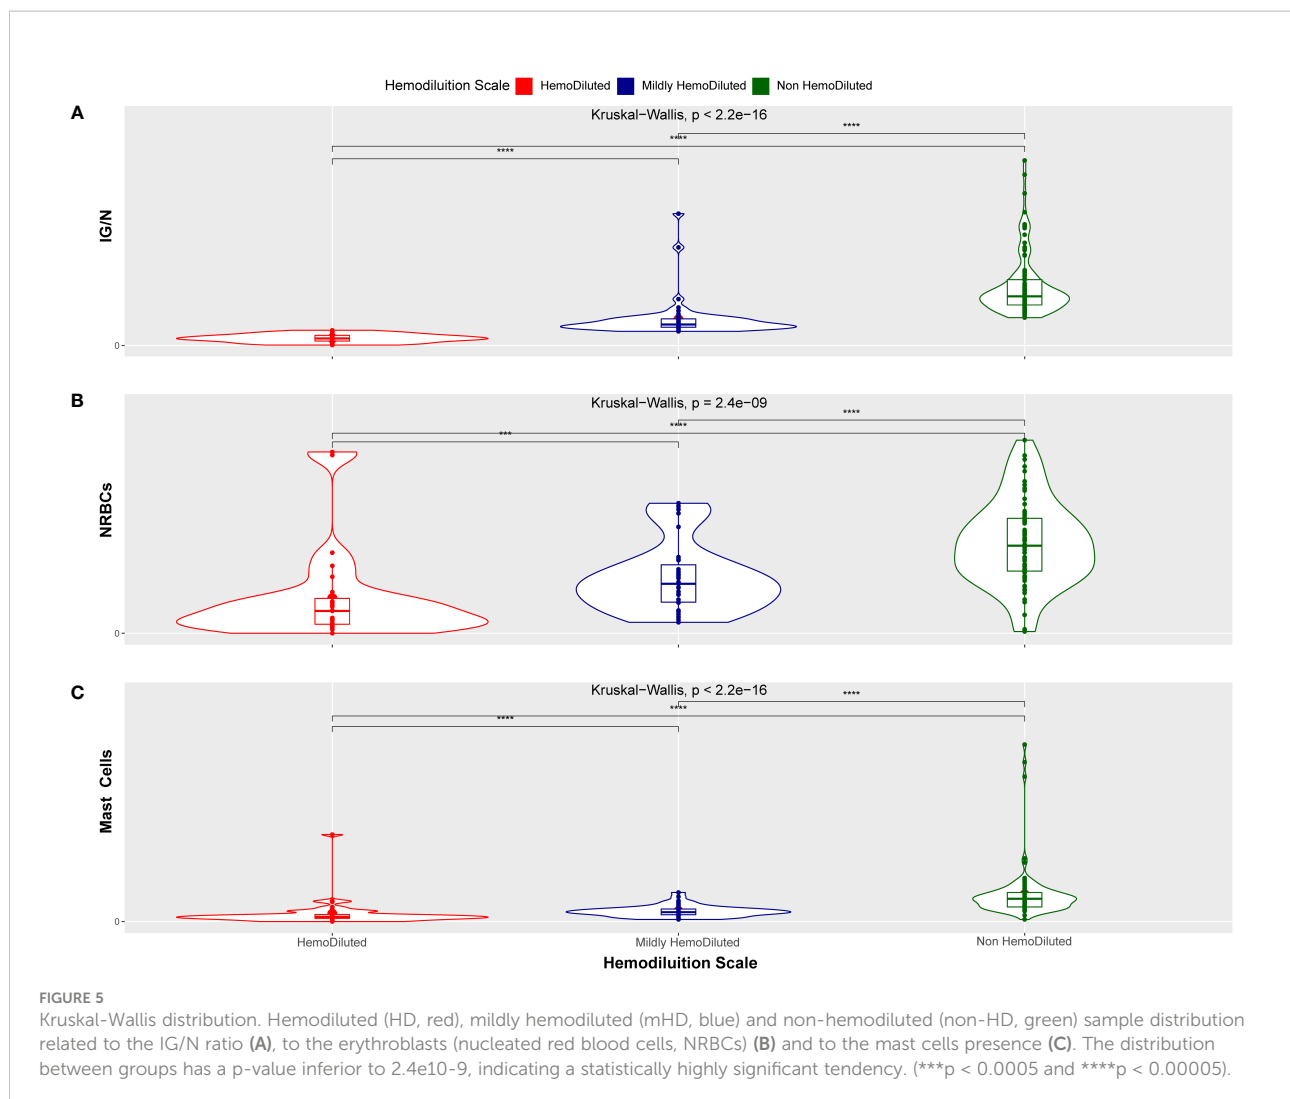 Hemodiluition Scale HemoDiluted Mildly HemoDiluted Non HemoDiluted
A
Kruskal−Wallis, p < 2.2e−16
****
****
****
IG/N
0
B
Kruskal−Wallis, p = 2.4e−09
****
****
***
NRBCs
0
C
Kruskal−Wallis, p < 2.2e−16
****
****
****
Mast Cells
0
HemoDiluted Mildly HemoDiluted Non HemoDiluted
Hemodiluition Scale
FIGURE 5
Kruskal-Wallis distribution. Hemodiluted (HD, red), mildly hemodiluted (mHD, blue) and non-hemodiluted (non-HD, green) sample distribution
related to the IG/N ratio (A), to the erythroblasts (nucleated red blood cells, NRBCs) (B) and to the mast cells presence (C). The distribution
between groups has a p-value inferior to 2.4e10-9, indicating a statistically highly significant tendency. (***p < 0.0005 and ****p < 0.00005).